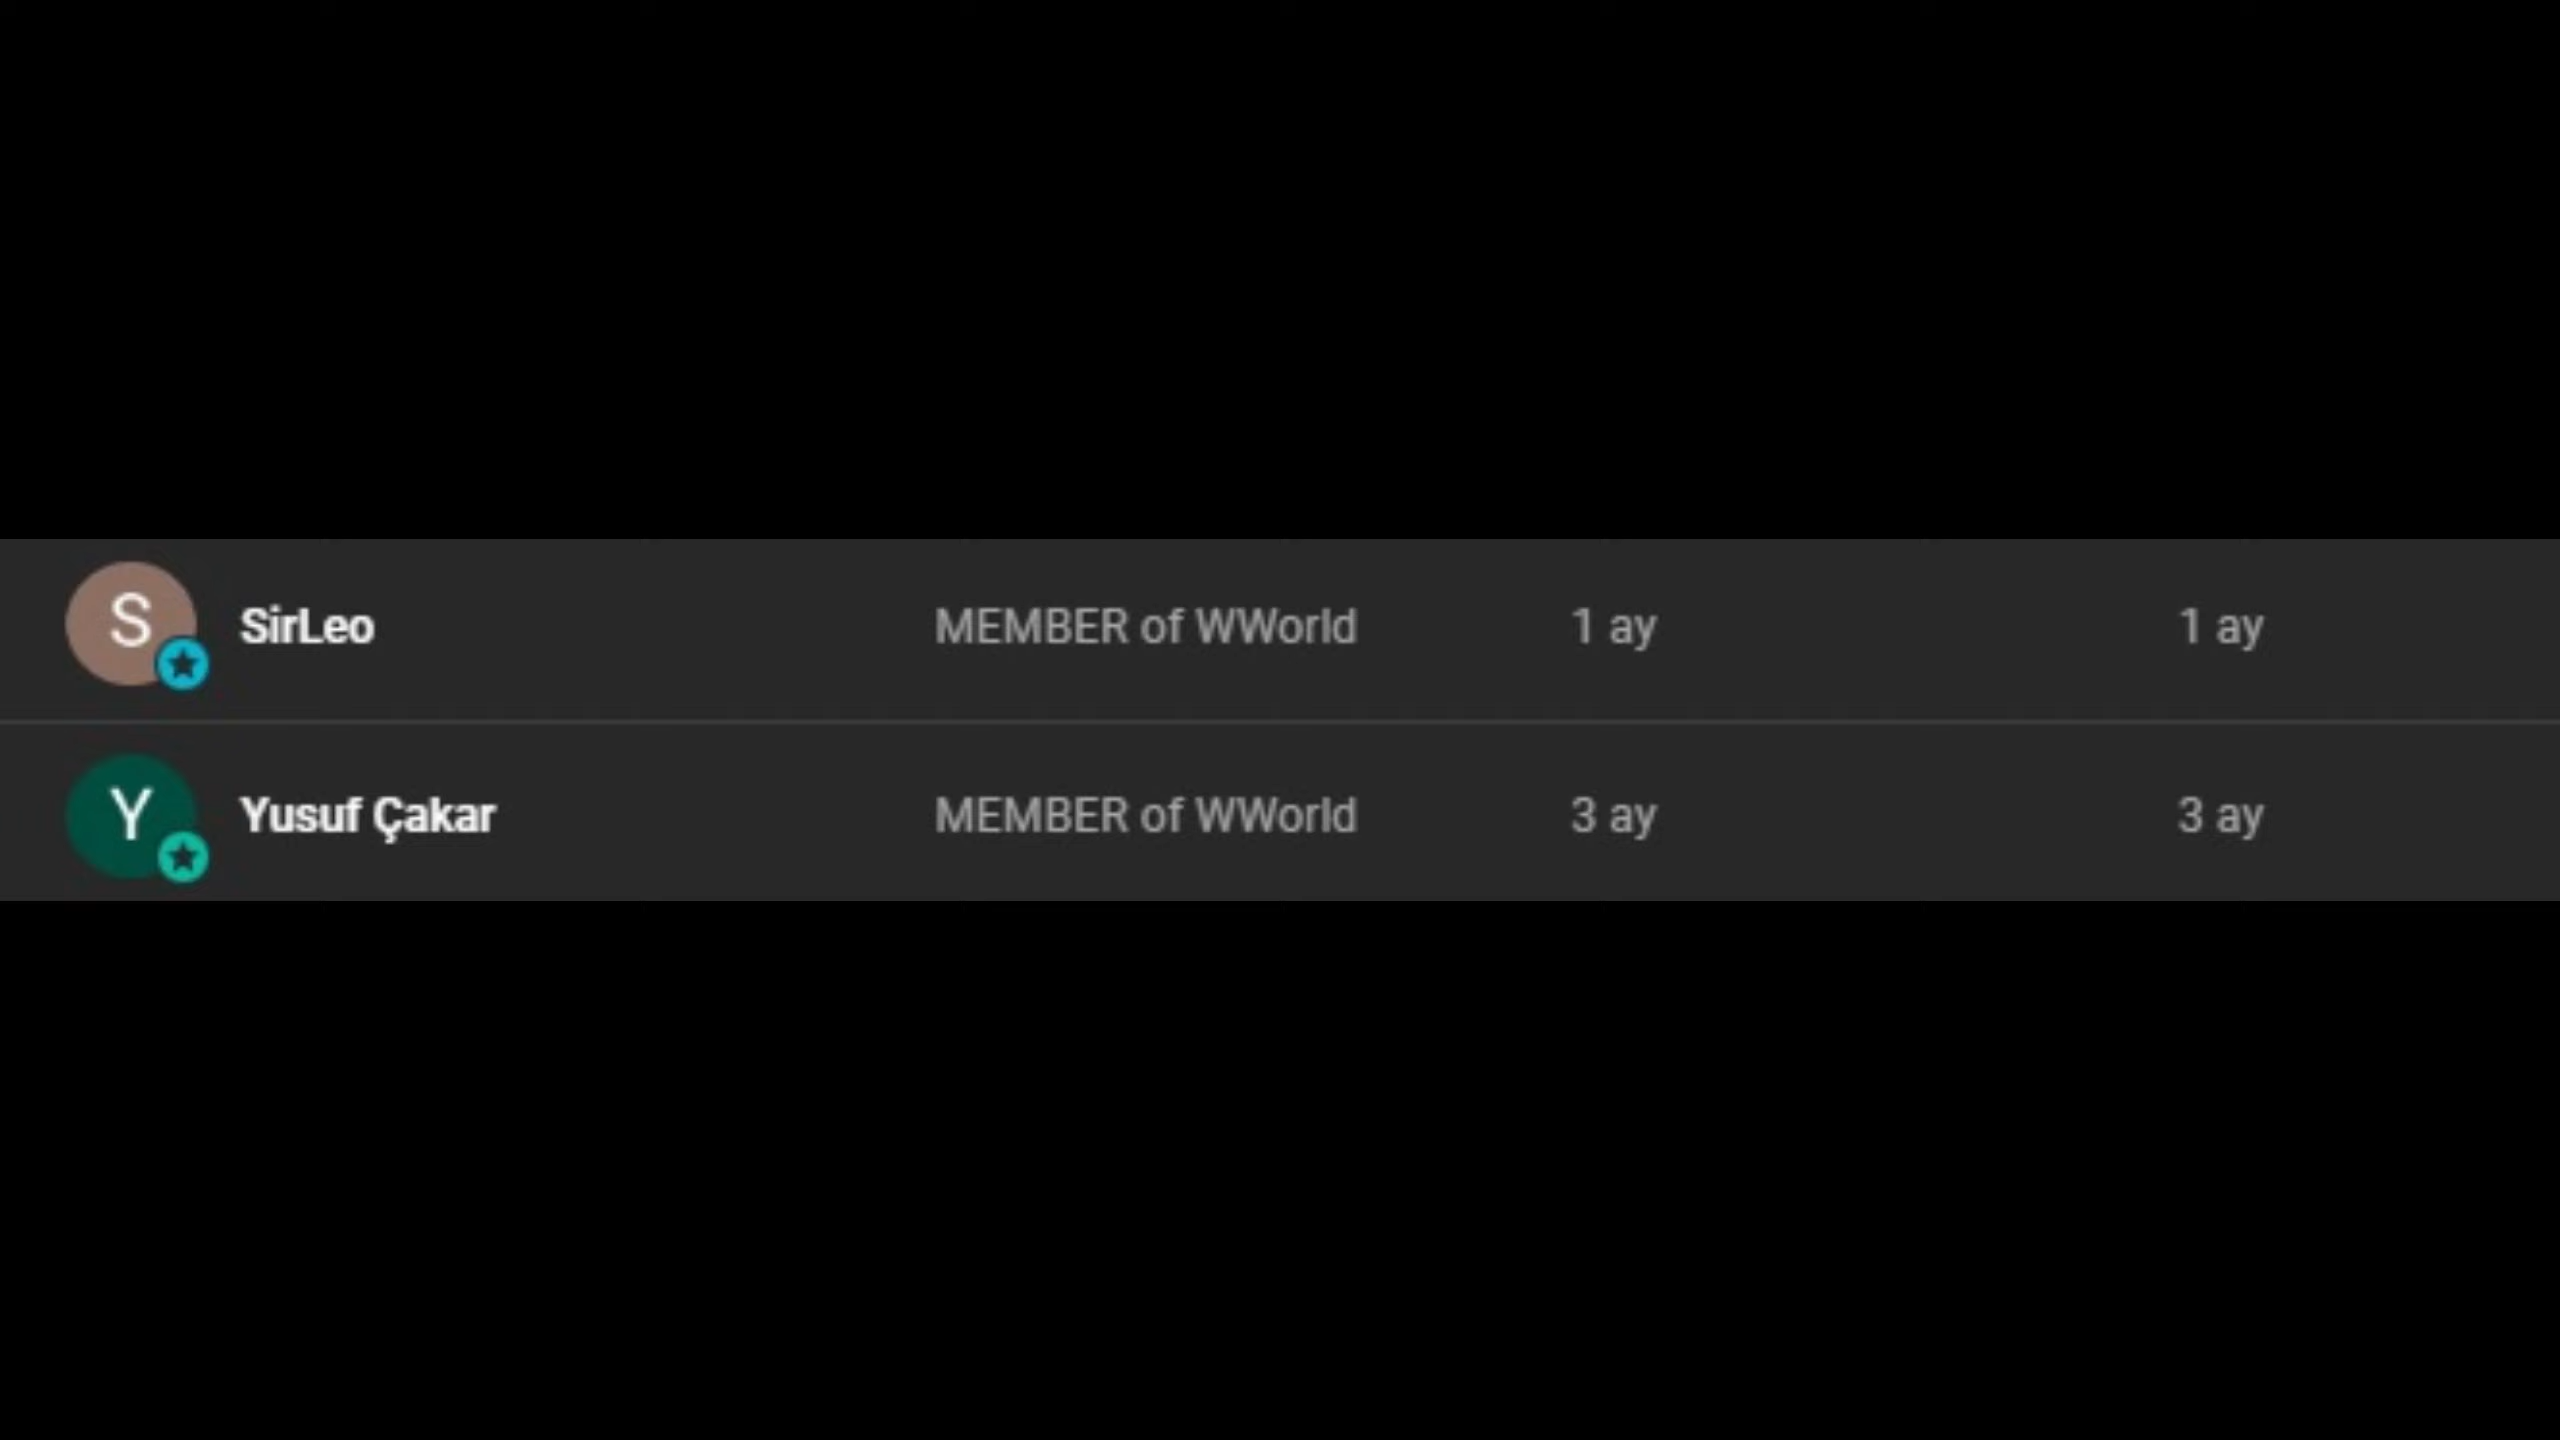 S SirLeo MEMBER of WWorld 1 ay 1 ay
Y Yusuf Çakar MEMBER of WWorld 3 ay 3 ay